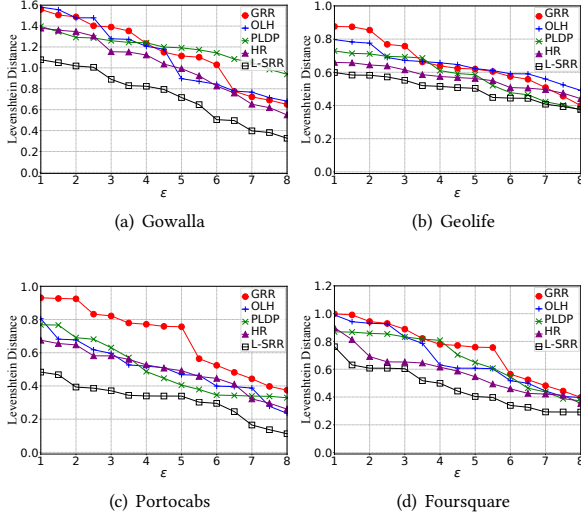 Levenshtein Distance
1.6
1.4
1.2
1.0
0.8
0.6
0.4
0.2
0.0
1 2 3 4 5 6 7 8
ε
GRR
OLH
PLDP
HR
L-SRR
(a) Gowalla
Levenshtein Distance
1.0
0.8
0.6
0.4
0.2
0.0
1 2 3 4 5 6 7 8
ε
GRR
OLH
PLDP
HR
L-SRR
(b) Geolife
Levenshtein Distance
1.0
0.8
0.6
0.4
0.2
0.0
1 2 3 4 5 6 7 8
ε
GRR
OLH
PLDP
HR
L-SRR
(c) Portocabs
Levenshtein Distance
1.2
1.0
0.8
0.6
0.4
0.2
0.0
1 2 3 4 5 6 7 8
ε
GRR
OLH
PLDP
HR
L-SRR
(d) Foursquare